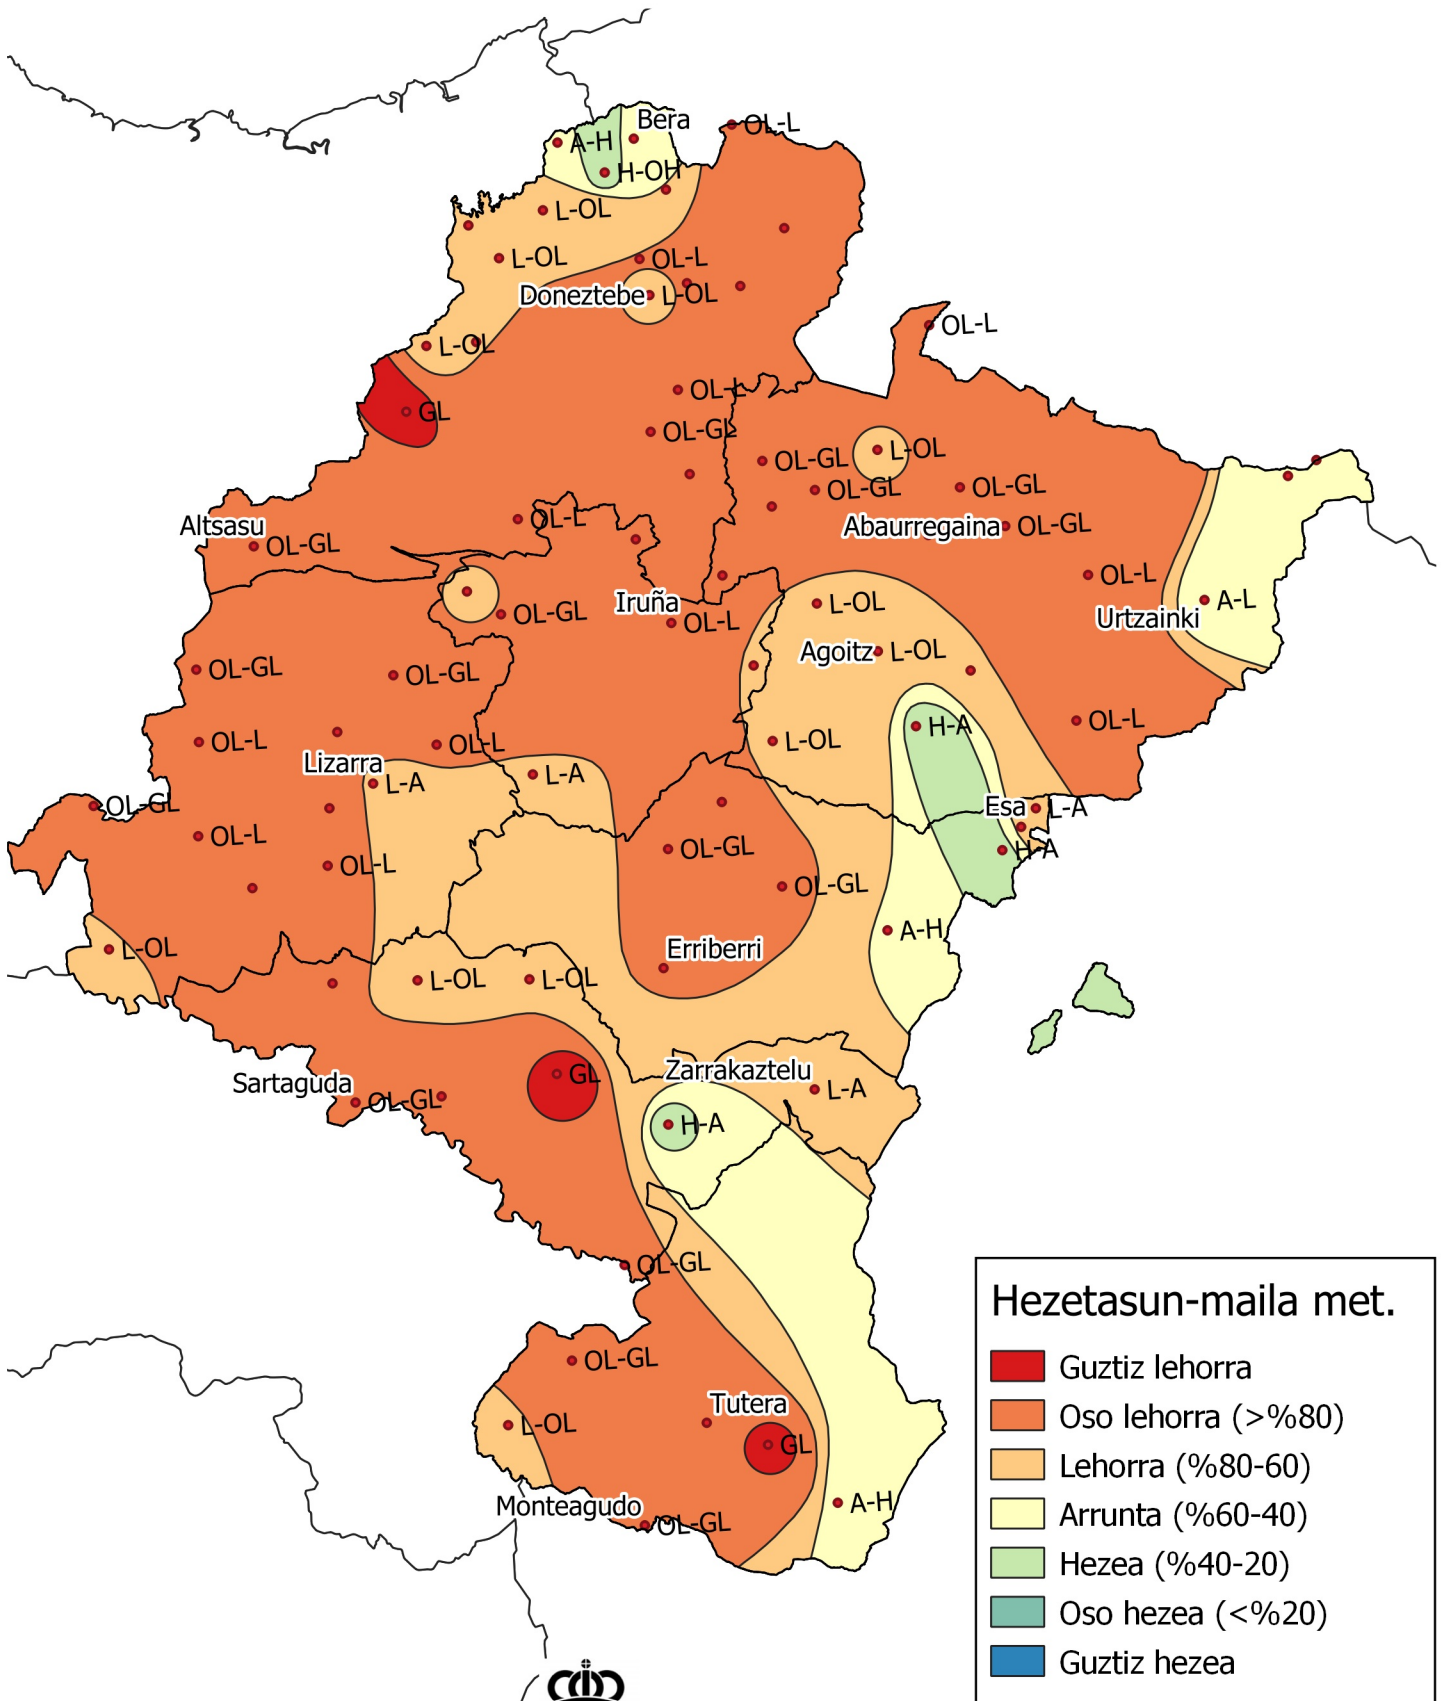 Bera
OL-L
A-H
H-OH
L-OL
L-OL
OL-L
Doneztebe
L-OL
OL-L
L-OL
OL-L
GL
OL-GL
L-OL
OL-GL
OL-GL
OL-GL
Altsasu
OL-L
Abaurregaina
OL-GL
OL-GL
OL-L
A-L
Iruña
L-OL
OL-GL
OL-L
Urtzainki
Agoitz
L-OL
OL-GL
OL-GL
OL-L
H-A
OL-L
OL-L
L-OL
Lizarra
L-A
L-A
OL-GL
Esa
L-A
OL-L
OL-GL
H-A
OL-L
OL-GL
A-H
L-OL
Erriberri
L-OL
L-OL
Zarrakaztelu
GL
Sartaguda
L-A
OL-GL
H-A
OL-GL
OL-GL
Tutera
L-OL
GL
A-H
Monteagudo
OL-GL
Hezetasun-maila met.
Guztiz lehorra
Oso lehorra (>%80)
Lehorra (%80-60)
Arrunta (%60-40)
Hezea (%40-20)
Oso hezea (<%20)
Guztiz hezea